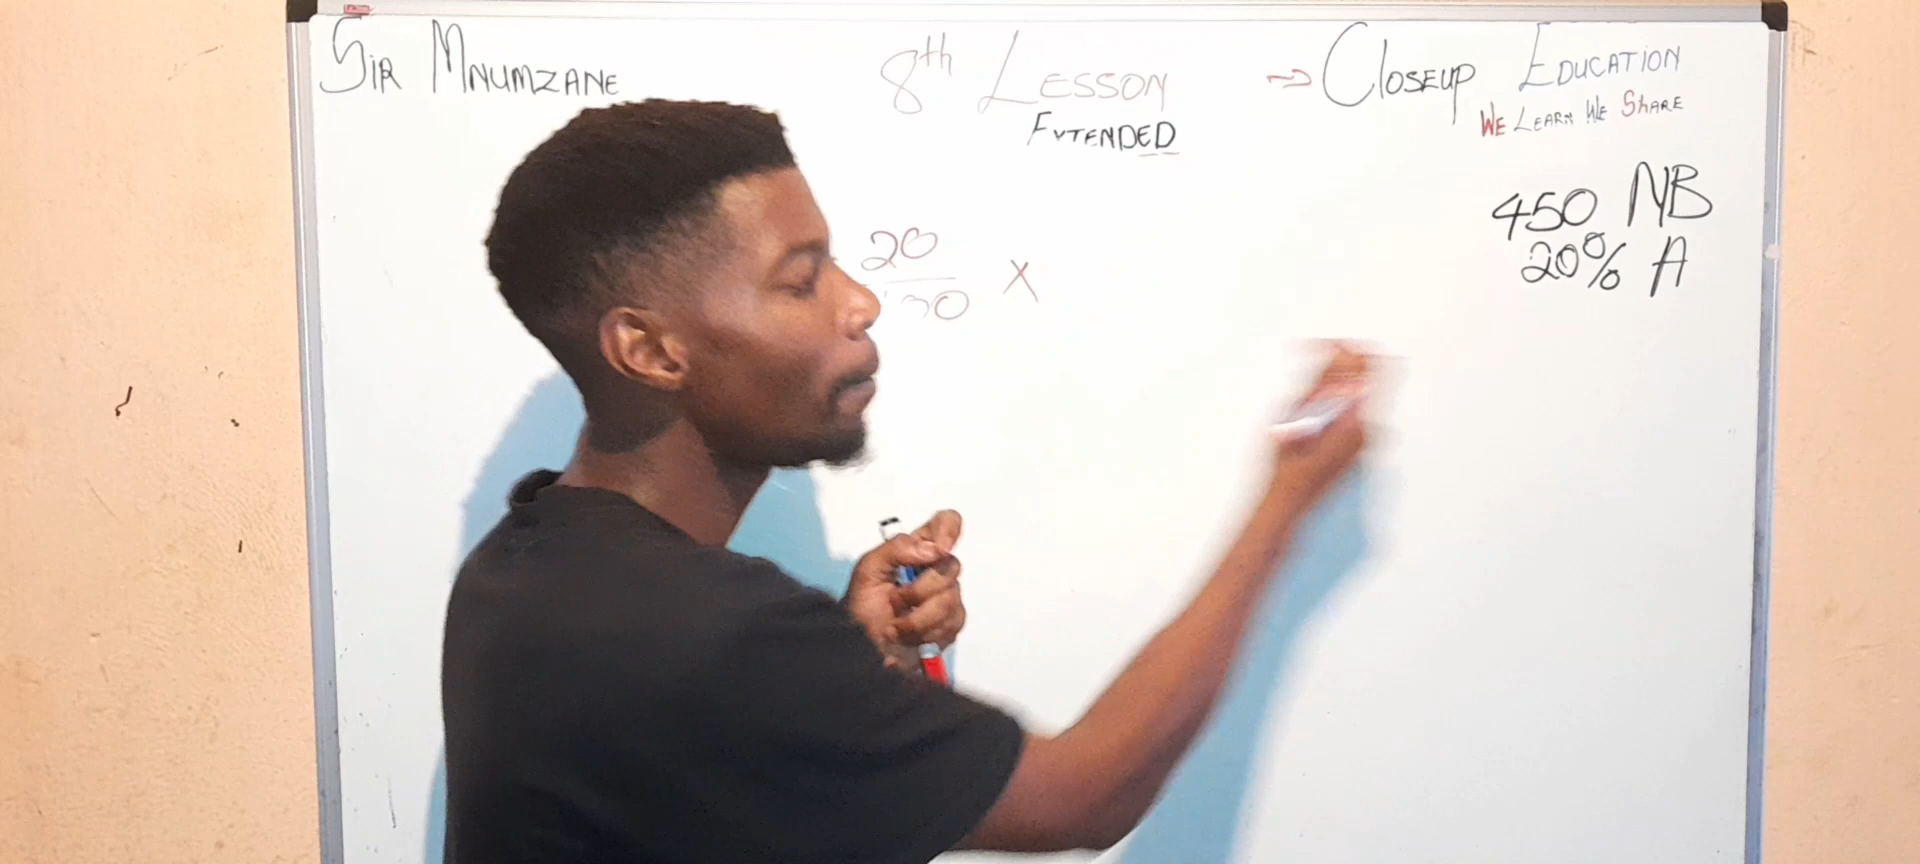 SIR MNUMZANE
8th LESSON
EXTENDED
→ CLOSEUP EDUCATION
WE LEARN WE SHARE
450 NB
20% A
20
X